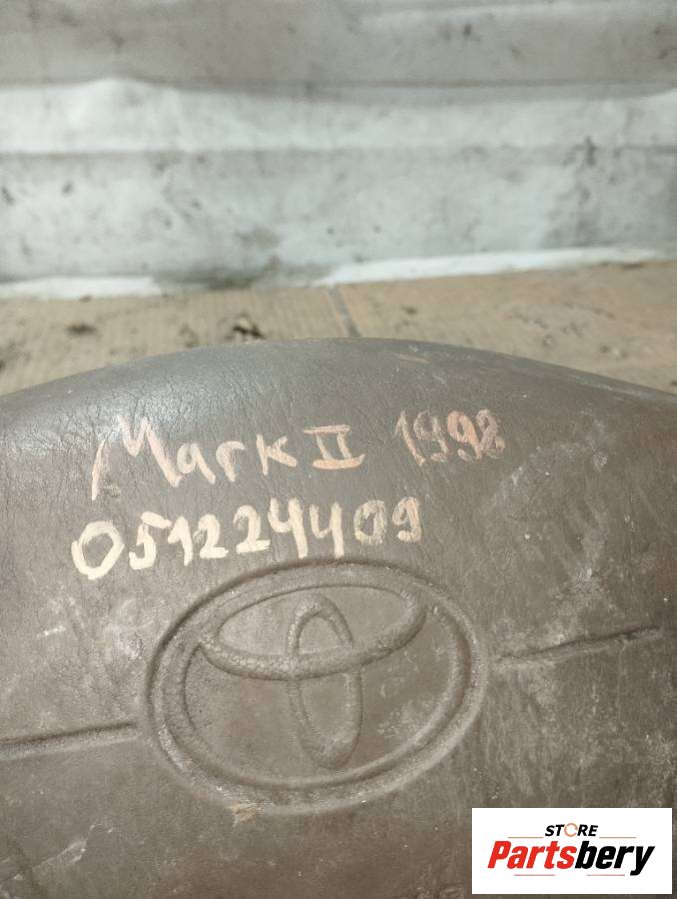 Mark II 1998
051224409
STORE
Partsbery